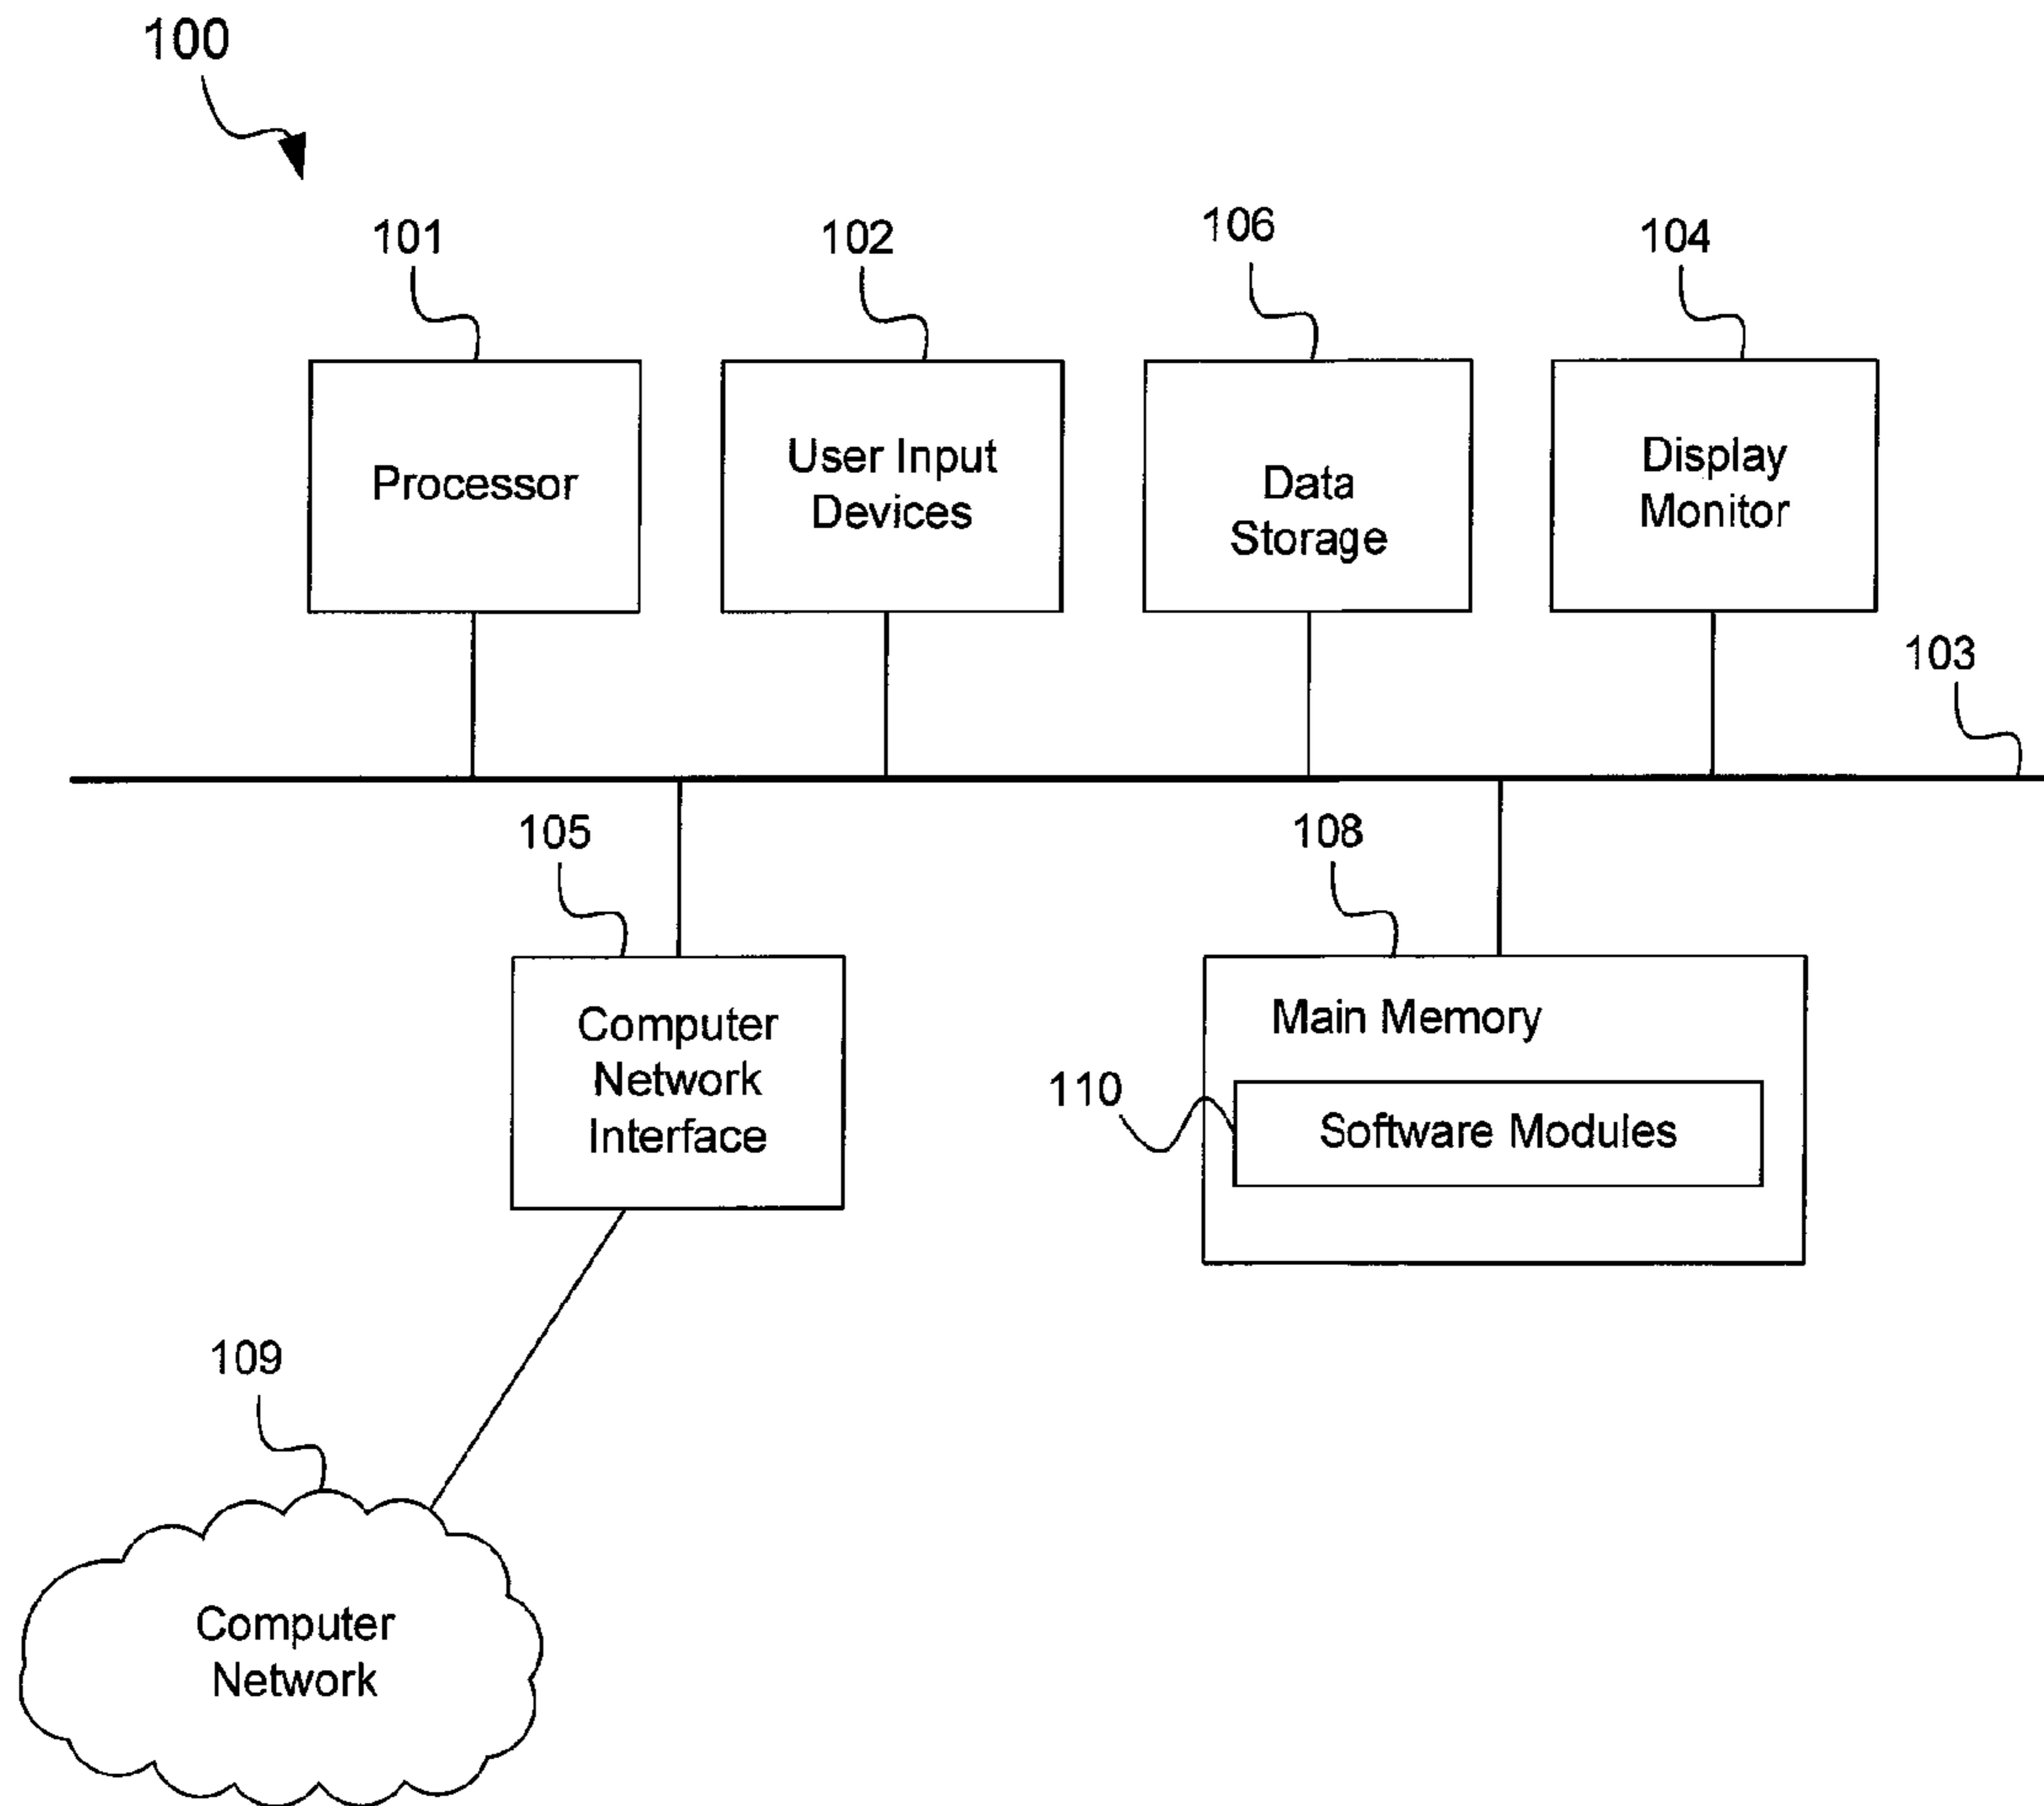 100
101
102
106
104
Processor
User Input
Devices
Data
Storage
Display
Monitor
103
105
108
Computer
Network
Interface
Main Memory
110
Software Modules
109
Computer
Network